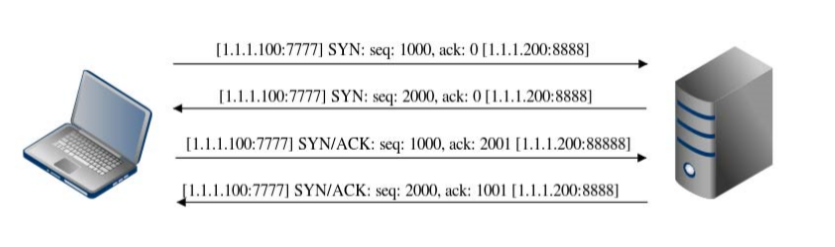 [1.1.1.100:7777] SYN: seq: 1000, ack: 0 [1.1.1.200:8888]
[1.1.1.100:7777] SYN: seq: 2000, ack: 0 [1.1.1.200:8888]
[1.1.1.100:7777] SYN/ACK: seq: 1000, ack: 2001 [1.1.1.200:88888]
[1.1.1.100:7777] SYN/ACK: seq: 2000, ack: 1001 [1.1.1.200:8888]